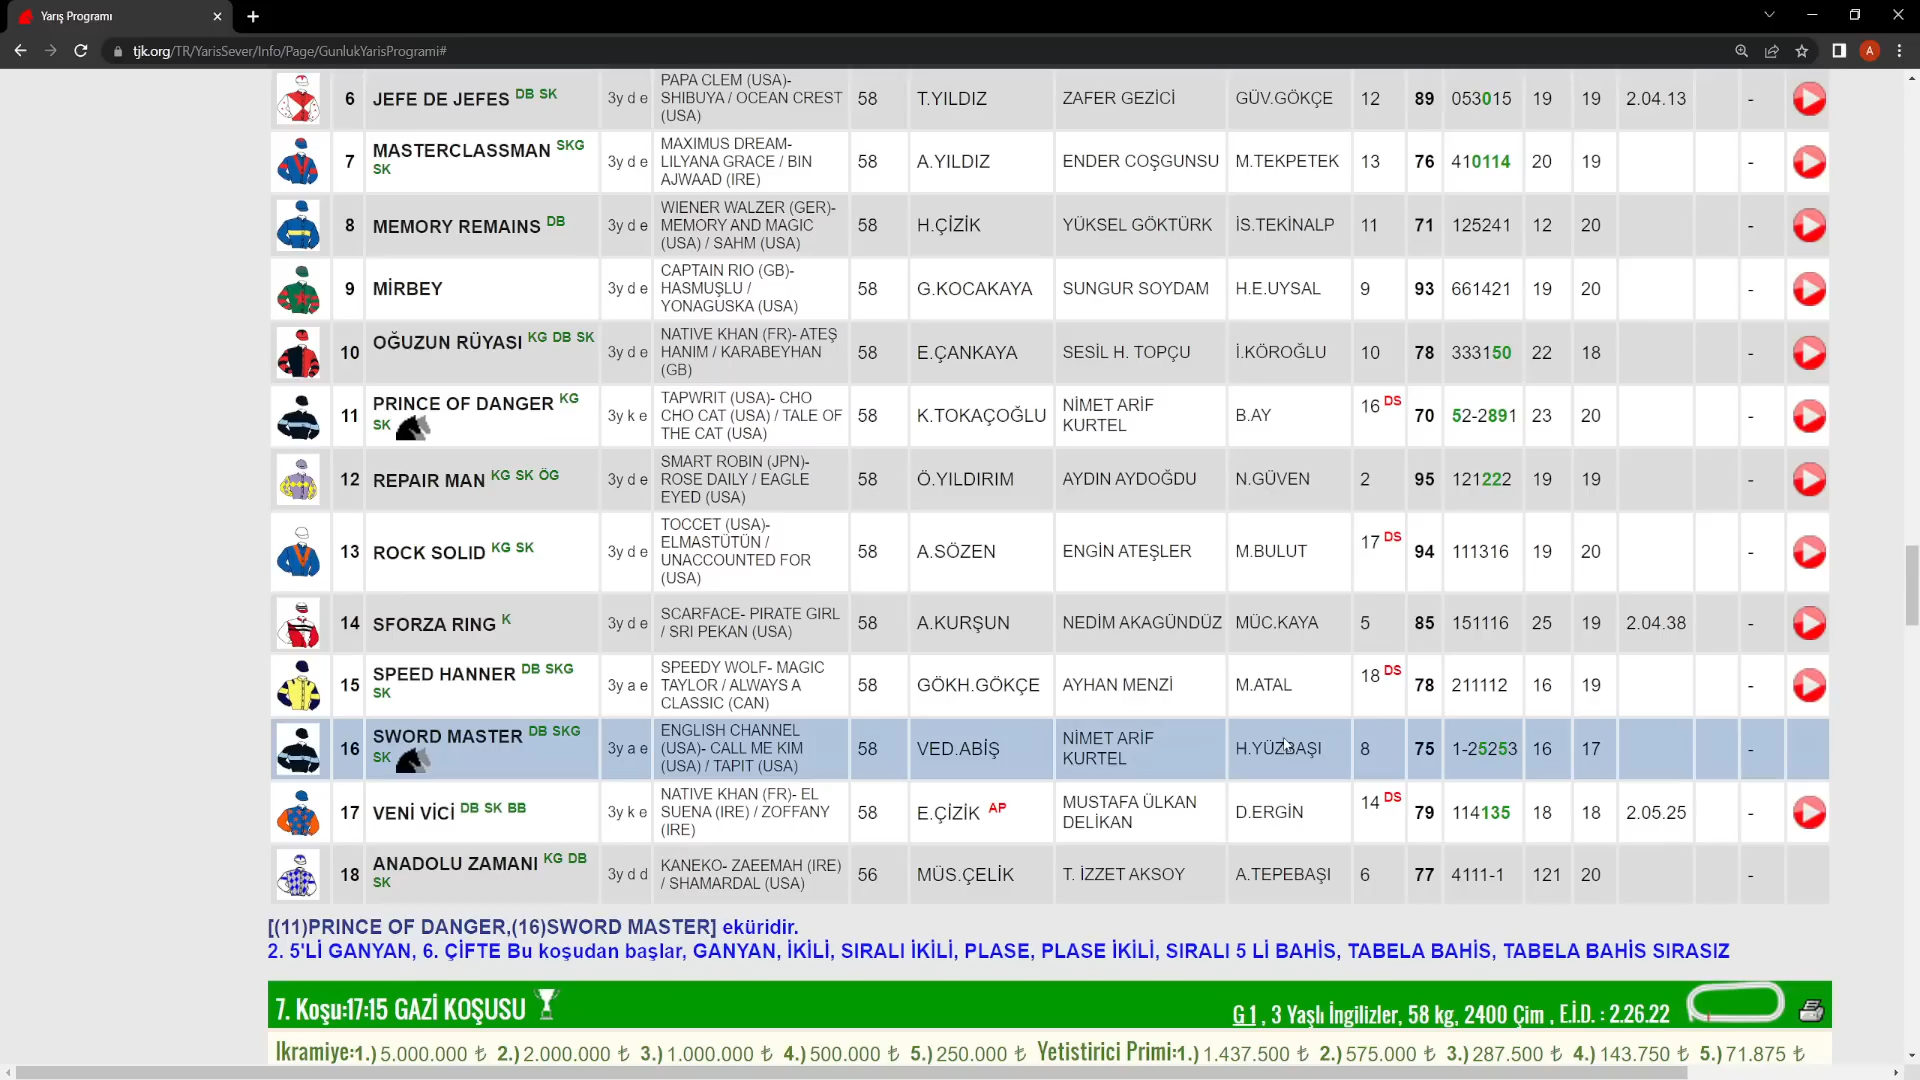 Yarış Programı
tjk.org/TR/YarisSever/Info/Page/GunlukYarisProgrami#
A
6 JEFE DE JEFES DB SK 3y d e PAPA CLEM (USA)- SHIBUYA / OCEAN CREST (USA) 58 T.YILDIZ ZAFER GEZİCİ GÜV.GÖKÇE 12 89 053015 19 19 2.04.13 -
7 MASTERCLASSMAN SKG SK 3y d e MAXIMUS DREAM- LILYANA GRACE / BIN AJWAAD (IRE) 58 A.YILDIZ ENDER COŞGUNSU M.TEKPETEK 13 76 410114 20 19 -
8 MEMORY REMAINS DB 3y d e WIENER WALZER (GER)- MEMORY AND MAGIC (USA) / SAHM (USA) 58 H.ÇİZİK YÜKSEL GÖKTÜRK İS.TEKİNALP 11 71 125241 12 20 -
9 MİRBEY 3y d e CAPTAIN RIO (GB)- HASMUŞLU / YONAGUSKA (USA) 58 G.KOCAKAYA SUNGUR SOYDAM H.E.UYSAL 9 93 661421 19 20 -
10 OĞUZUN RÜYASI KG DB SK 3y d e NATIVE KHAN (FR)- ATEŞ HANIM / KARABEYHAN (GB) 58 E.ÇANKAYA SESİL H. TOPÇU İ.KÖROĞLU 10 78 333150 22 18 -
11 PRINCE OF DANGER KG SK 3y k e TAPWRIT (USA)- CHO CHO CAT (USA) / TALE OF THE CAT (USA) 58 K.TOKAÇOĞLU NİMET ARİF KURTEL B.AY 16 DS 70 52-2891 23 20 -
12 REPAIR MAN KG SK ÖG 3y d e SMART ROBIN (JPN)- ROSE DAILY / EAGLE EYED (USA) 58 Ö.YILDIRIM AYDIN AYDOĞDU N.GÜVEN 2 95 121222 19 19 -
13 ROCK SOLID KG SK 3y d e TOCCET (USA)- ELMASTÜTÜN / UNACCOUNTED FOR (USA) 58 A.SÖZEN ENGİN ATEŞLER M.BULUT 17 DS 94 111316 19 20 -
14 SFORZA RING K 3y d e SCARFACE- PIRATE GIRL / SRI PEKAN (USA) 58 A.KURŞUN NEDİM AKAGÜNDÜZ MÜC.KAYA 5 85 151116 25 19 2.04.38 -
15 SPEED HANNER DB SKG SK 3y a e SPEEDY WOLF- MAGIC TAYLOR / ALWAYS A CLASSIC (CAN) 58 GÖKH.GÖKÇE AYHAN MENZİ M.ATAL 18 DS 78 211112 16 19 -
16 SWORD MASTER DB SKG SK 3y a e ENGLISH CHANNEL (USA)- CALL ME KIM (USA) / TAPIT (USA) 58 VED.ABİŞ NİMET ARİF KURTEL H.YÜZBAŞI 8 75 1-25253 16 17 -
17 VENİ VİCİ DB SK BB 3y k e NATIVE KHAN (FR)- EL SUENA (IRE) / ZOFFANY (IRE) 58 E.ÇİZİK AP MUSTAFA ÜLKAN DELİKAN D.ERGİN 14 DS 79 114135 18 18 2.05.25 -
18 ANADOLU ZAMANI KG DB SK 3y d d KANEKO- ZAEEMAH (IRE) / SHAMARDAL (USA) 56 MÜS.ÇELİK T. İZZET AKSOY A.TEPEBAŞI 6 77 4111-1 121 20 -
[(11)PRINCE OF DANGER,(16)SWORD MASTER] eküridir.
2. 5'Lİ GANYAN, 6. ÇİFTE Bu koşudan başlar, GANYAN, İKİLİ, SIRALI İKİLİ, PLASE, PLASE İKİLİ, SIRALI 5 Lİ BAHİS, TABELA BAHİS, TABELA BAHİS SIRASIZ
7. Koşu:17:15 GAZİ KOŞUSU G 1 , 3 Yaşlı İngilizler, 58 kg, 2400 Çim , E.İ.D. : 2.26.22
Ikramiye:1.) 5.000.000 ₺ 2.) 2.000.000 ₺ 3.) 1.000.000 ₺ 4.) 500.000 ₺ 5.) 250.000 ₺ Yetistirici Primi:1.) 1.437.500 ₺ 2.) 575.000 ₺ 3.) 287.500 ₺ 4.) 143.750 ₺ 5.) 71.875 ₺